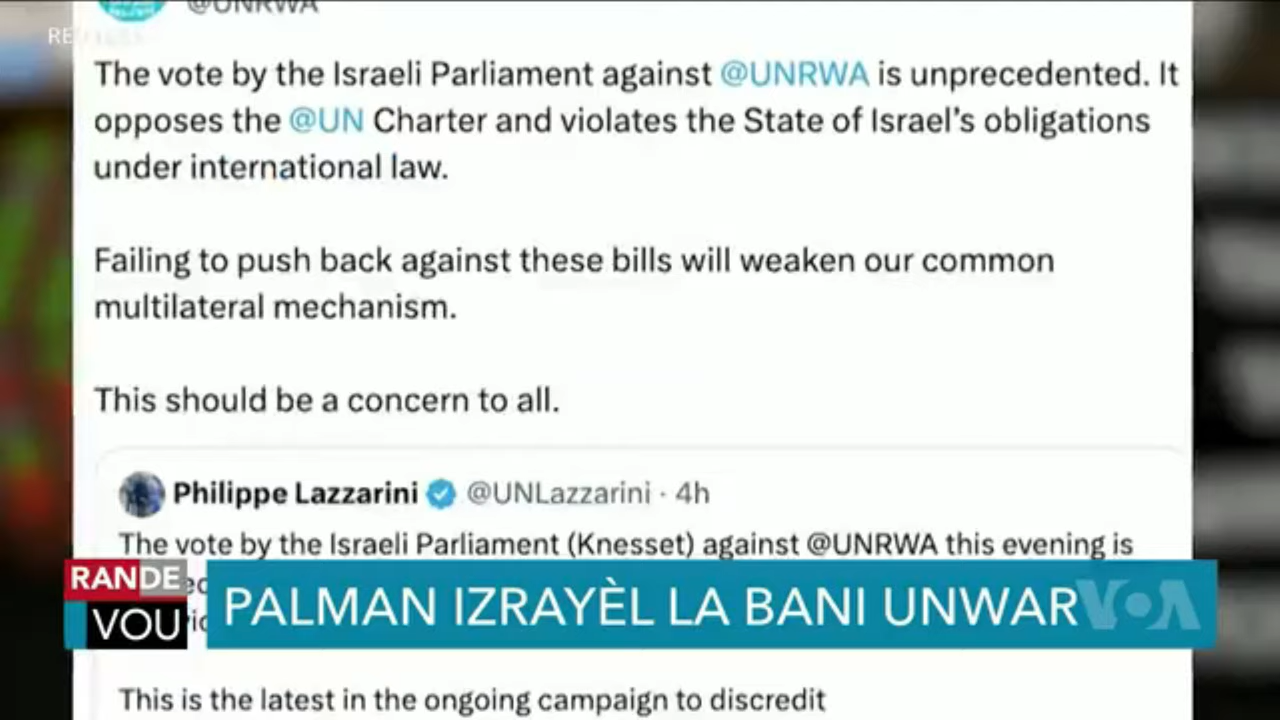 @UNRWA
REUTERS
The vote by the Israeli Parliament against @UNRWA is unprecedented. It
opposes the @UN Charter and violates the State of Israel's obligations
under international law.
Failing to push back against these bills will weaken our common
multilateral mechanism.
This should be a concern to all.
Philippe Lazzarini @UNLazzarini · 4h
The vote by the Israeli Parliament (Knesset) against @UNRWA this evening is
RANDE
VOU
PALMAN IZRAYÈL LA BANI UNWAR
VOA
This is the latest in the ongoing campaign to discredit